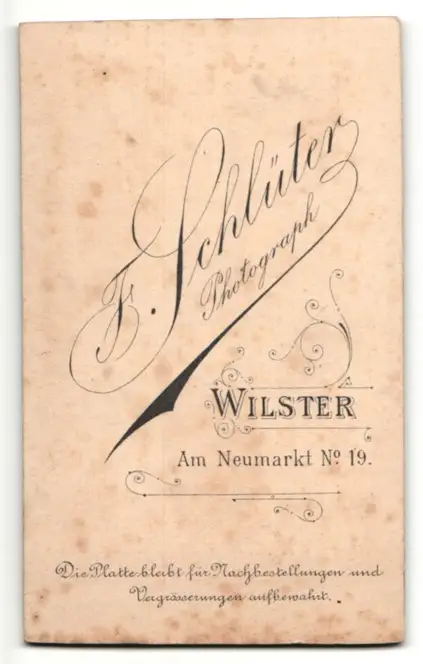 F. Schlüter
Photograph
WILSTER
Am Neumarkt Nº 19.
Die Platte bleibt für Nachbestellungen und
Vergrösserungen aufbewahrt.